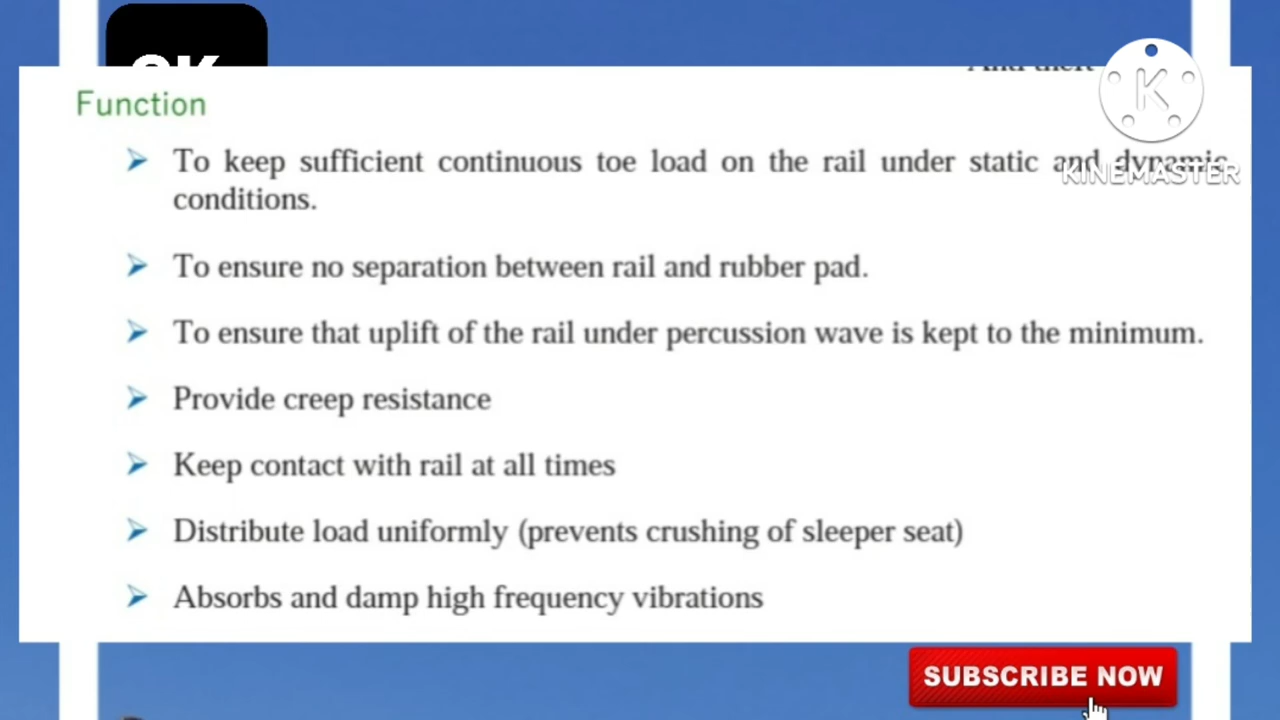 And theft
Function
To keep sufficient continuous toe load on the rail under static and dynamic
conditions.
To ensure no separation between rail and rubber pad.
To ensure that uplift of the rail under percussion wave is kept to the minimum.
Provide creep resistance
Keep contact with rail at all times
Distribute load uniformly (prevents crushing of sleeper seat)
Absorbs and damp high frequency vibrations
K
KINEMASTER
SUBSCRIBE NOW